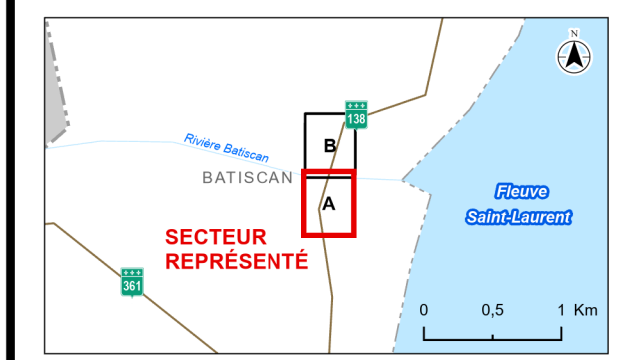 N
138
B
Rivière Batiscan
BATISCAN
A
Fleuve
Saint-Laurent
SECTEUR
REPRÉSENTÉ
361
0 0,5 1 Km